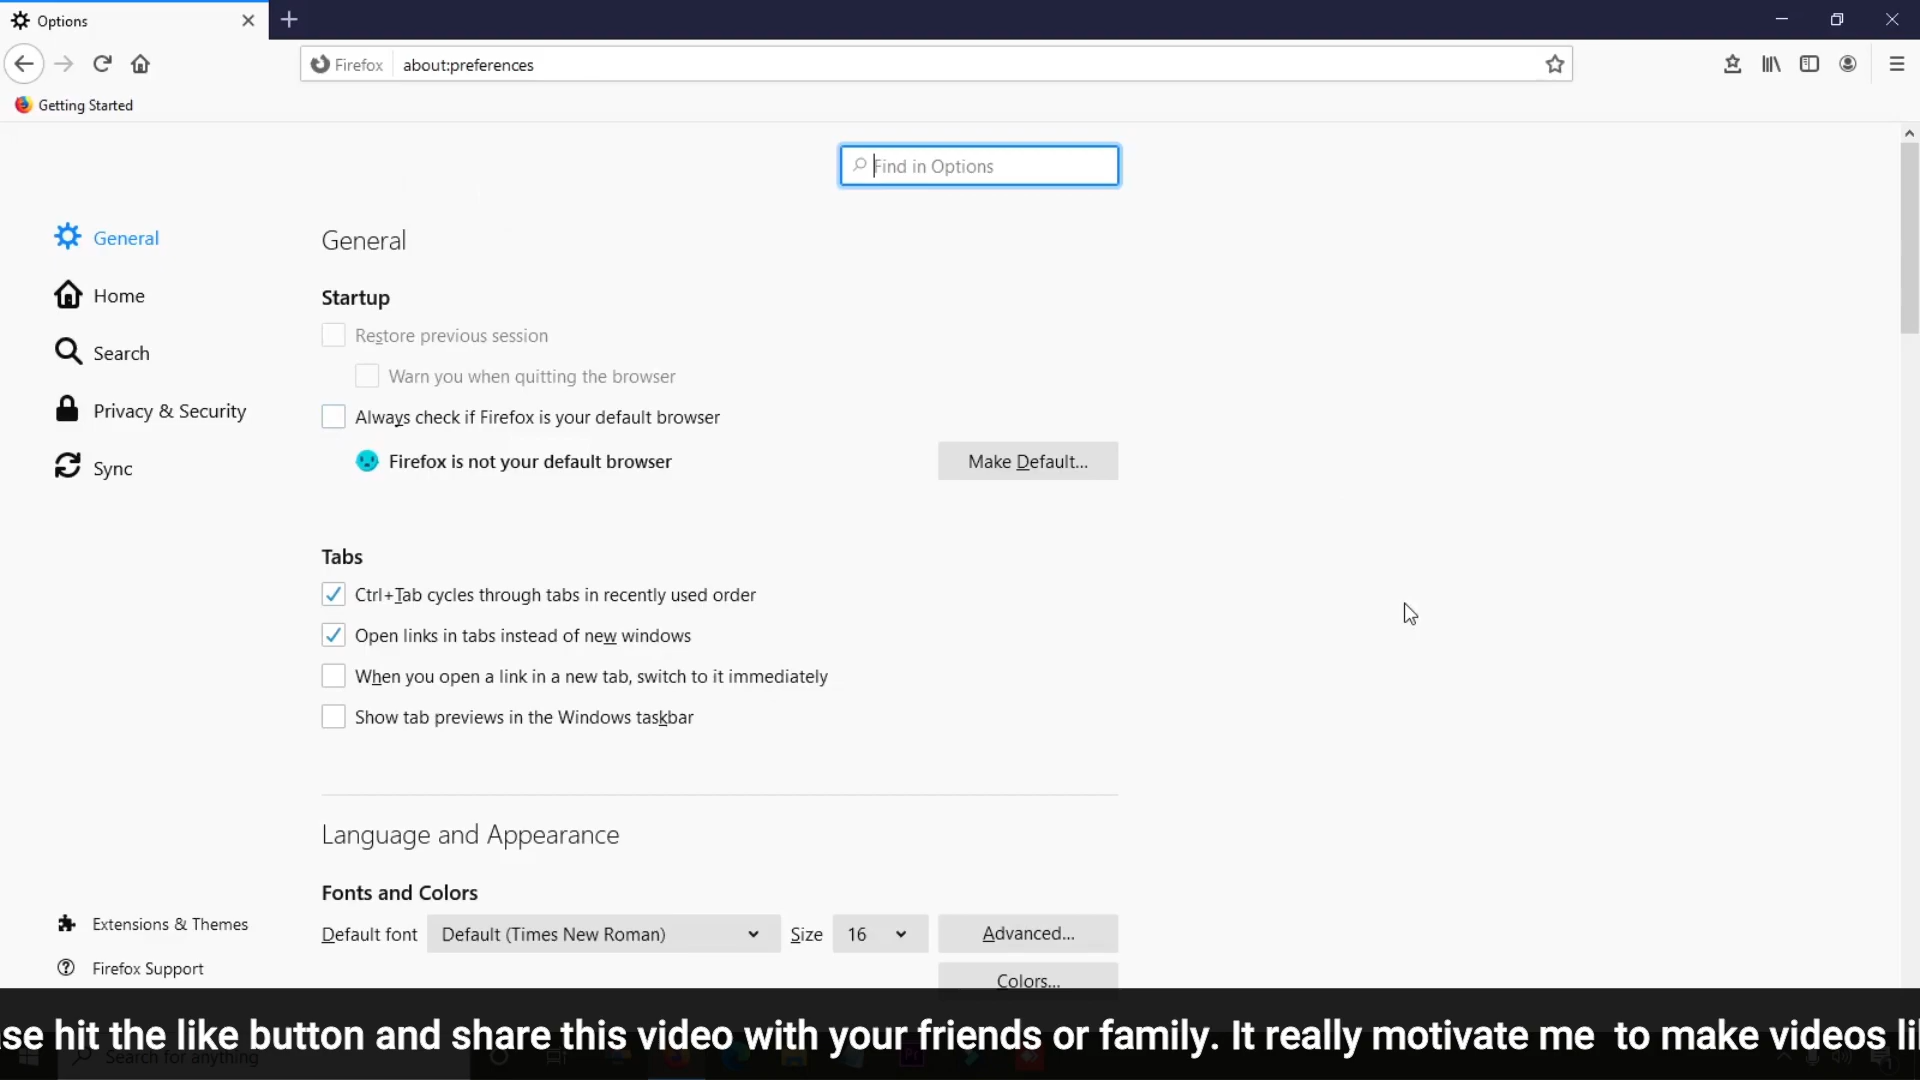 Options
Firefox
about:preferences
Getting Started
Find in Options
General
Home
Search
Privacy & Security
Sync
General
Startup
Restore previous session
Warn you when quitting the browser
Always check if Firefox is your default browser
Firefox is not your default browser
Make Default...
Tabs
Ctrl+Tab cycles through tabs in recently used order
Open links in tabs instead of new windows
When you open a link in a new tab, switch to it immediately
Show tab previews in the Windows taskbar
Language and Appearance
Fonts and Colors
Default font
Default (Times New Roman)
Size
16
Advanced...
Colors...
Extensions & Themes
Firefox Support
se hit the like button and share this video with your friends or family. It really motivate me to make videos li
Search for anything